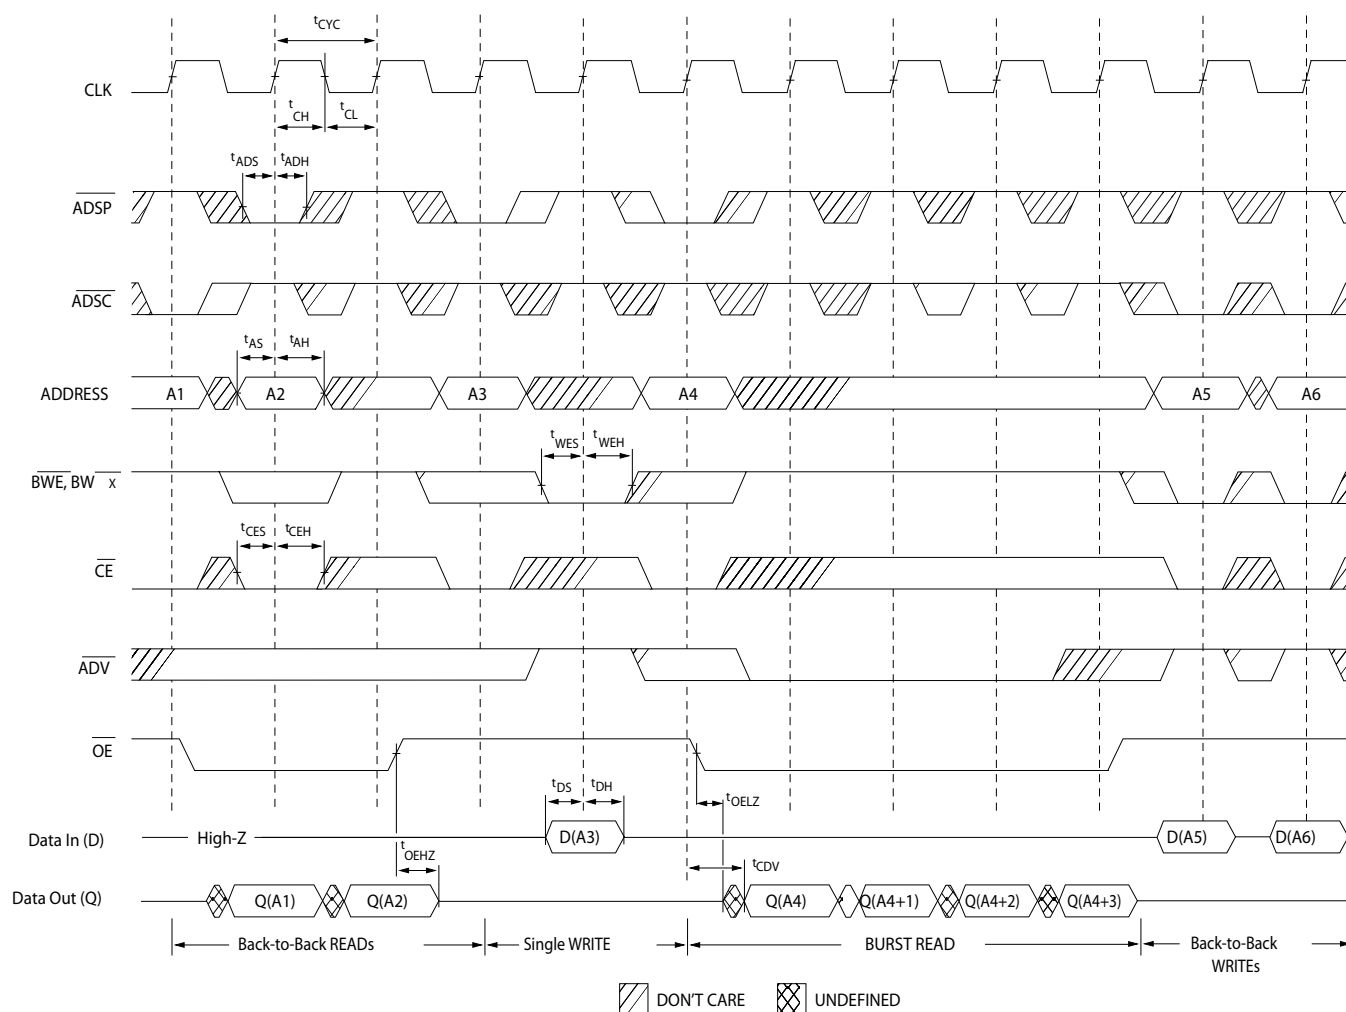 tCYC
CLK
tCH
tCL
tADS
tADH
ADSP
ADSC
tAS
tAH
ADDRESS
A1
A2
A3
A4
A5
A6
tWES
tWEH
BWE, BW X
tCES
tCEH
CE
ADV
OE
tDS
tDH
tOELZ
Data In (D)
High-Z
D(A3)
D(A5)
D(A6)
tOEHZ
tCDV
Data Out (Q)
Q(A1)
Q(A2)
Q(A4)
Q(A4+1)
Q(A4+2)
Q(A4+3)
Back-to-Back READs
Single WRITE
BURST READ
Back-to-Back
WRITEs
DON'T CARE
UNDEFINED